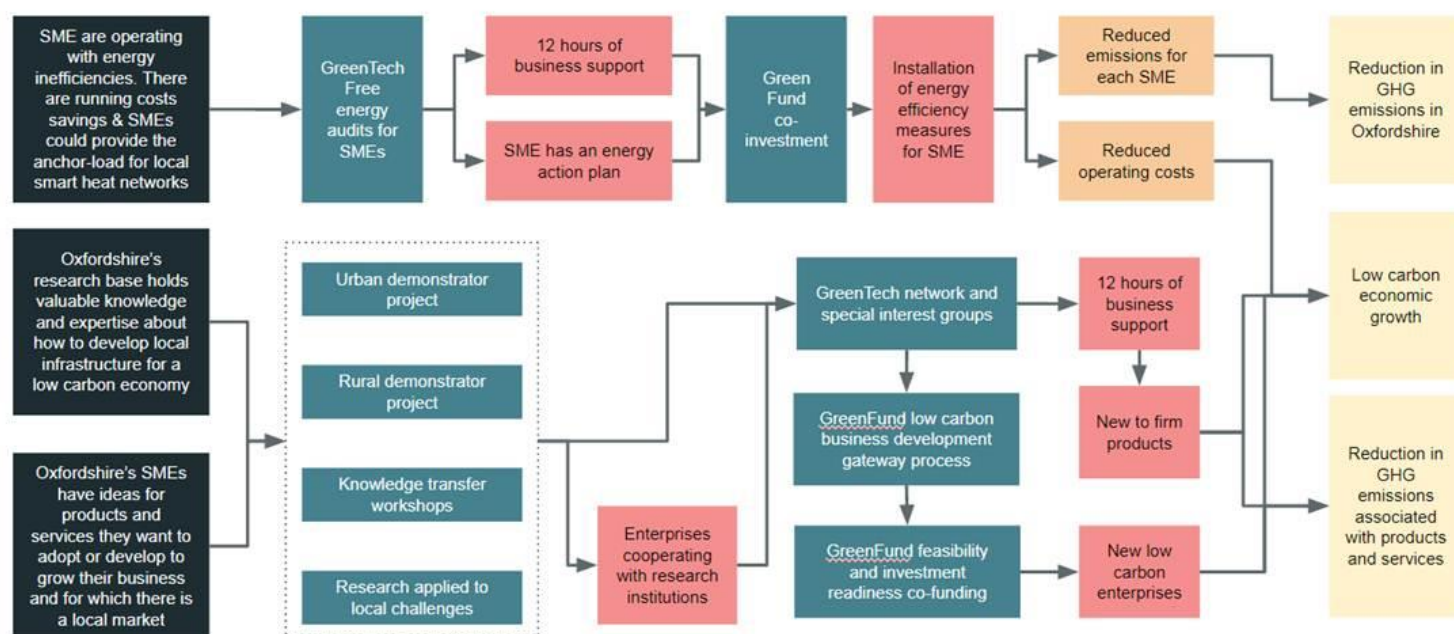 SME are operating
with energy
inefficiencies. There
are running costs
savings & SMEs
could provide the
anchor-load for local
smart heat networks
GreenTech
Free
energy
audits for
SMEs
12 hours of
business support
SME has an energy
action plan
Green
Fund
co-
investment
Installation
of energy
efficiency
measures
for SME
Reduced
emissions for
each SME
Reduced
operating costs
Reduction in
GHG
emissions in
Oxfordshire
Oxfordshire's
research base holds
valuable knowledge
and expertise about
how to develop local
infrastructure for a
low carbon economy
Oxfordshire's SMEs
have ideas for
products and
services they want to
adopt or develop to
grow their business
and for which there is
a local market
Urban demonstrator
project
Rural demonstrator
project
Knowledge transfer
workshops
Research applied to
local challenges
Enterprises
cooperating
with research
institutions
GreenTech network and
special interest groups
GreenFund low carbon
business development
gateway process
GreenFund feasibility
and investment
readiness co-funding
12 hours of
business
support
New to firm
products
New low
carbon
enterprises
Low carbon
economic
growth
Reduction in
GHG
emissions
associated
with products
and services